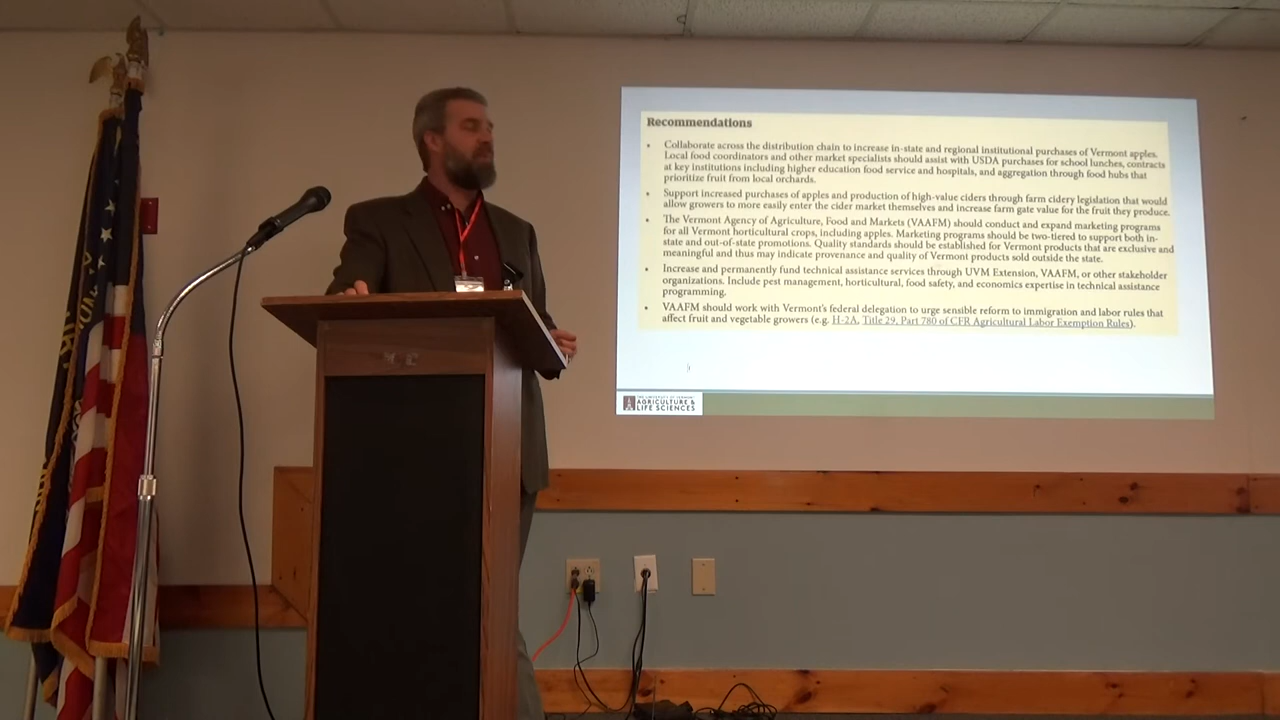 Recommendations
• Collaborate across the distribution chain to increase in-state and regional institutional purchases of Vermont apples.
Local food coordinators and other market specialists should assist with USDA purchases for school lunches, contracts
at key institutions including higher education food service and hospitals, and aggregation through food hubs that
prioritize fruit from local orchards.
• Support increased purchases of apples and production of high-value ciders through farm cidery legislation that would
allow growers to more easily enter the cider market themselves and increase farm gate value for the fruit they produce.
• The Vermont Agency of Agriculture, Food and Markets (VAAFM) should conduct and expand marketing programs
for all Vermont horticultural crops, including apples. Marketing programs should be two-tiered to support both in-
state and out-of-state promotions. Quality standards should be established for Vermont products that are exclusive and
meaningful and thus may indicate provenance and quality of Vermont products sold outside the state.
• Increase and permanently fund technical assistance services through UVM Extension, VAAFM, or other stakeholder
organizations. Include pest management, horticultural, food safety, and economics expertise in technical assistance
programming.
• VAAFM should work with Vermont's federal delegation to urge sensible reform to immigration and labor rules that
affect fruit and vegetable growers (e.g. H-2A, Title 29, Part 780 of CFR Agricultural Labor Exemption Rules).
THE UNIVERSITY OF VERMONT
AGRICULTURE &
LIFE SCIENCES